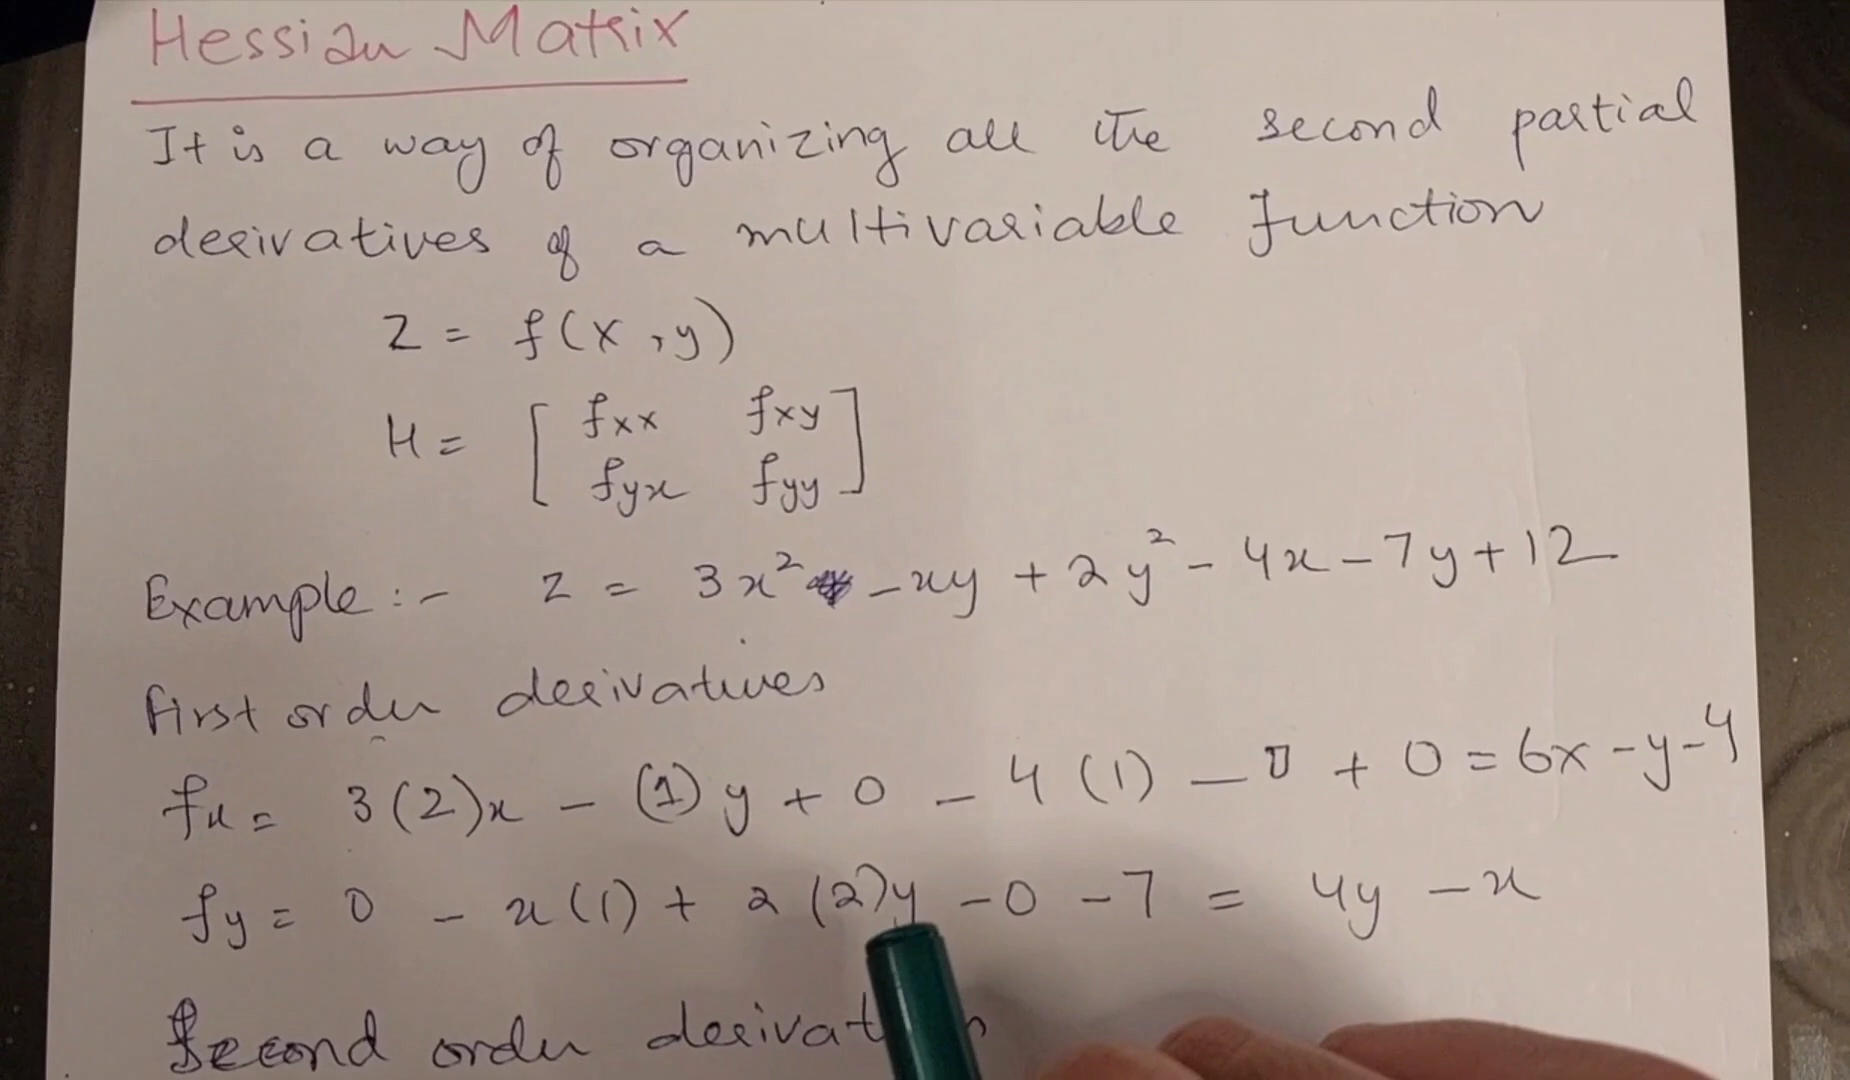 Hessian Matrix
It is a way of organizing all the second partial
derivatives of a multivariable function
Z = f(x,y)
H = [ fxx fxy
fyx fyy ]
Example :- z = 3x² - xy + 2y² - 4x - 7y + 12
first order derivatives
fx = 3(2)x - (1)y + 0 - 4(1) - 0 + 0 = 6x - y - 4
fy = 0 - x(1) + 2(2)y - 0 - 7 = 4y - x
Second order